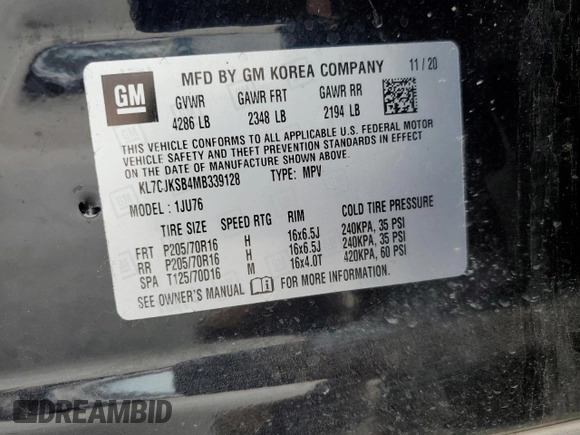 GM
MFD BY GM KOREA COMPANY 11 / 20
GVWR GAWR FRT GAWR RR
4286 LB 2348 LB 2194 LB
THIS VEHICLE CONFORMS TO ALL APPLICABLE U.S. FEDERAL MOTOR
VEHICLE SAFETY AND THEFT PREVENTION STANDARDS IN EFFECT
ON THE DATE OF MANUFACTURE SHOWN ABOVE.
KL7CJKSB4MB339128 TYPE: MPV
MODEL : 1JU76
TIRE SIZE SPEED RTG RIM COLD TIRE PRESSURE
FRT P205/70R16 H 16x6.5J 240KPA, 35 PSI
RR P205/70R16 H 16x6.5J 240KPA, 35 PSI
SPA T125/70D16 M 16x4.0T 420KPA, 60 PSI
SEE OWNER'S MANUAL FOR MORE INFORMATION.
DREAMBID